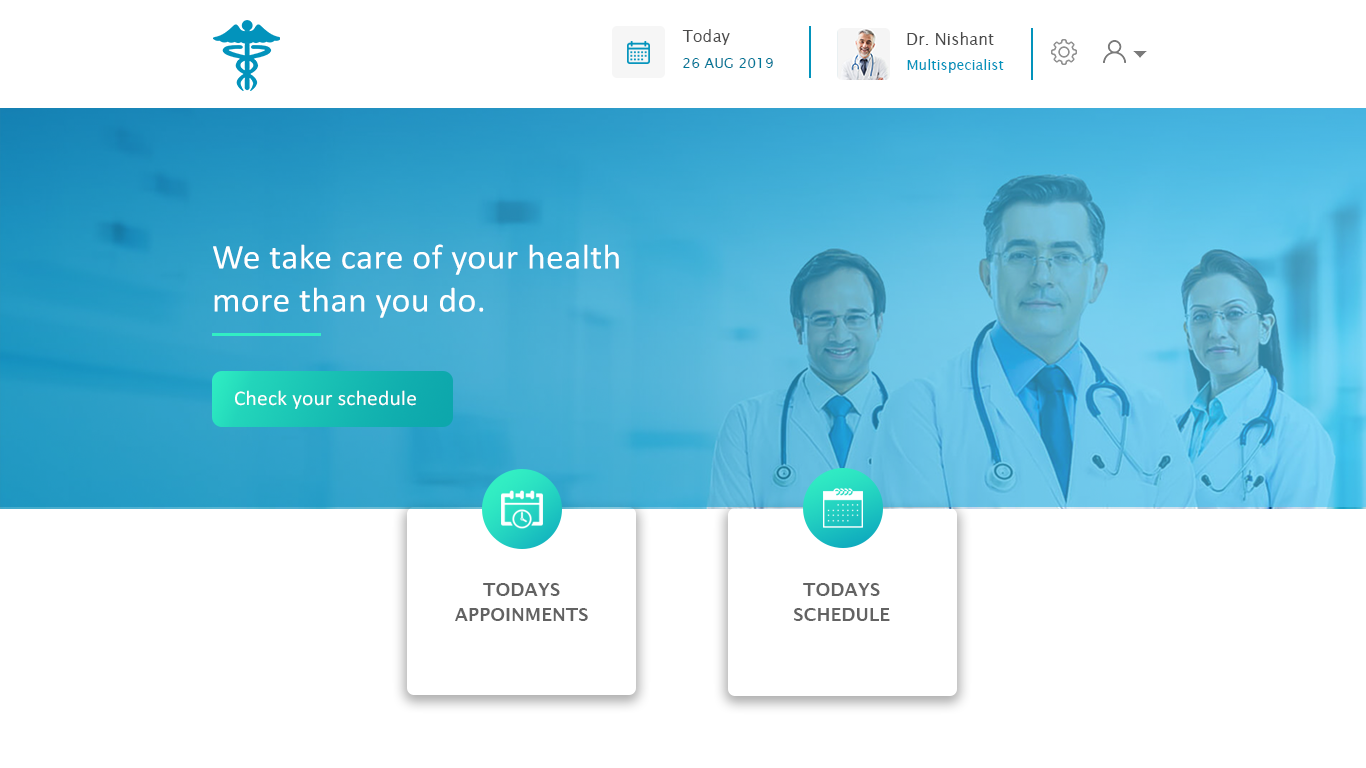 Today
26 AUG 2019
Dr. Nishant
Multispecialist
We take care of your health
more than you do.
Check your schedule
TODAYS
APPOINMENTS
TODAYS
SCHEDULE